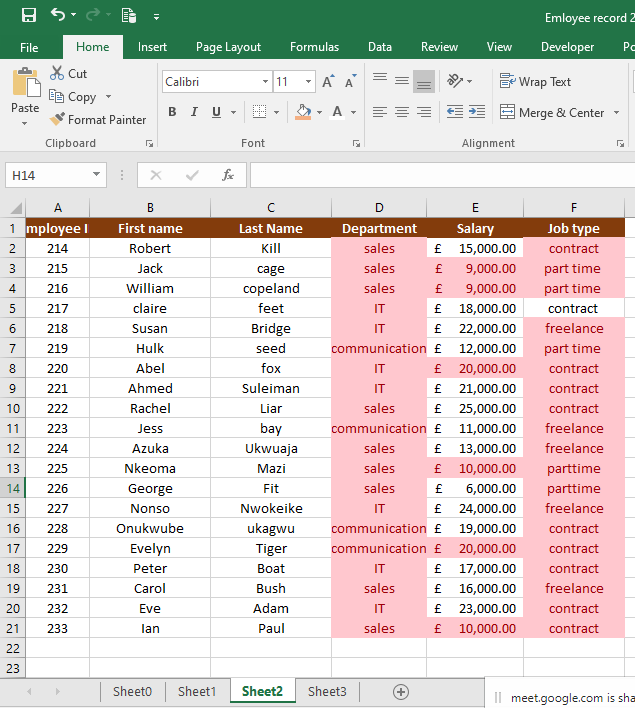 Emloyee record 2
File Home Insert Page Layout Formulas Data Review View Developer Po
Paste
Cut
Copy
Format Painter
Clipboard
Calibri 11 A A
B I U A
Font
Wrap Text
Merge & Center
Alignment
H14 fx
A B C D E F
1 mployee I First name Last Name Department Salary Job type
2 214 Robert Kill sales £ 15,000.00 contract
3 215 Jack cage sales £ 9,000.00 part time
4 216 William copeland sales £ 9,000.00 part time
5 217 claire feet IT £ 18,000.00 contract
6 218 Susan Bridge IT £ 22,000.00 freelance
7 219 Hulk seed communication £ 12,000.00 part time
8 220 Abel fox IT £ 20,000.00 contract
9 221 Ahmed Suleiman IT £ 21,000.00 contract
10 222 Rachel Liar sales £ 25,000.00 contract
11 223 Jess bay communication £ 11,000.00 freelance
12 224 Azuka Ukwuaja sales £ 13,000.00 freelance
13 225 Nkeoma Mazi sales £ 10,000.00 parttime
14 226 George Fit sales £ 6,000.00 parttime
15 227 Nonso Nwokeike IT £ 24,000.00 freelance
16 228 Onukwube ukagwu communication £ 19,000.00 contract
17 229 Evelyn Tiger communication £ 20,000.00 contract
18 230 Peter Boat IT £ 17,000.00 contract
19 231 Carol Bush sales £ 16,000.00 freelance
20 232 Eve Adam IT £ 23,000.00 contract
21 233 Ian Paul sales £ 10,000.00 contract
22
23
Sheet0 Sheet1 Sheet2 Sheet3
meet.google.com is sha